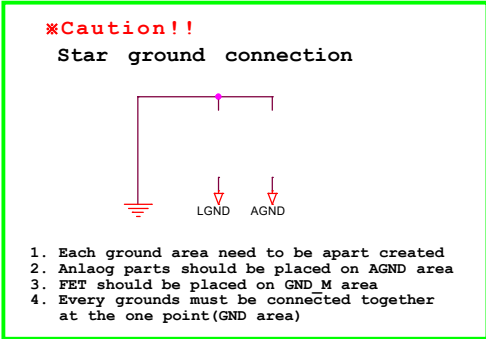 ※Caution!!
Star ground connection
LGND AGND
1. Each ground area need to be apart created
2. Anlaog parts should be placed on AGND area
3. FET should be placed on GND_M area
4. Every grounds must be connected together
at the one point(GND area)